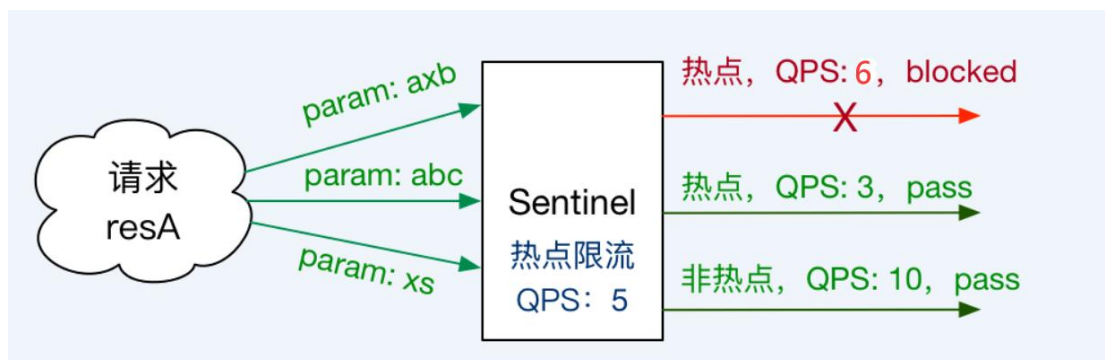 请求
resA
param: axb
param: abc
param: xs
Sentinel
热点限流
QPS：5
热点，QPS: 6，blocked
X
热点，QPS: 3，pass
非热点，QPS: 10，pass